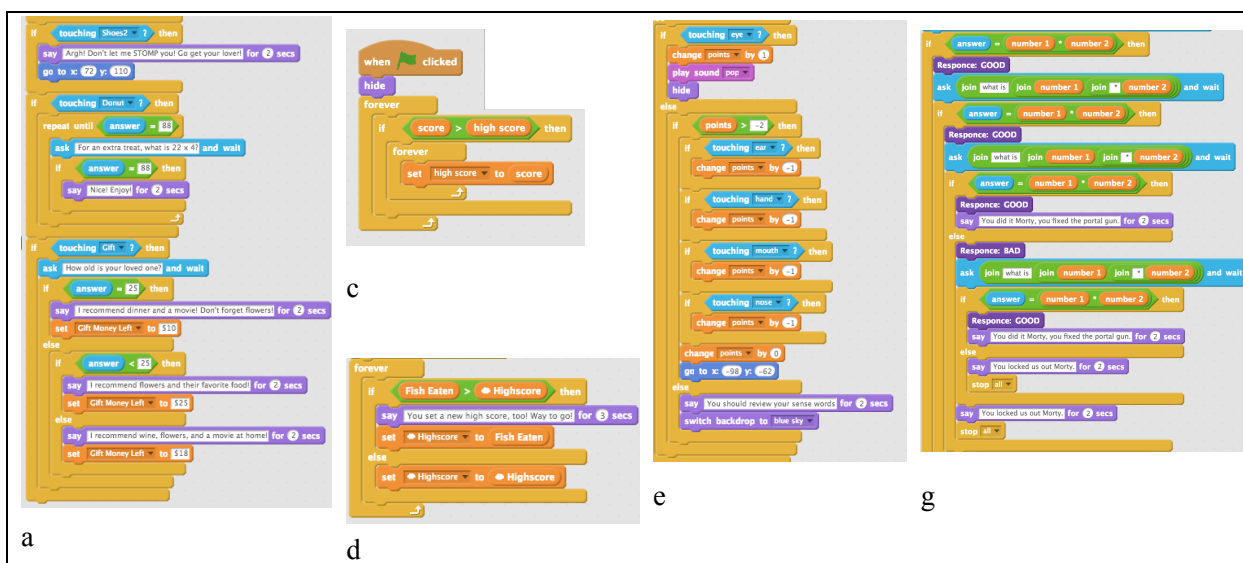 if touching Shoes2 ? then
say Argh! Don't let me STOMP you! Go get your lover! for 2 secs
go to x: 72 y: 110
if touching Donut ? then
repeat until answer = 88
ask For an extra treat, what is 22 x 4? and wait
if answer = 88 then
say Nice! Enjoy! for 2 secs
if touching Gift ? then
ask How old is your loved one? and wait
if answer = 25 then
say I recommend dinner and a movie! Don't forget flowers! for 2 secs
set Gift Money Left to $10
else
if answer < 25 then
say I recommend flowers and their favorite food! for 2 secs
set Gift Money Left to $25
else
say I recommend wine, flowers, and a movie at home! for 2 secs
set Gift Money Left to $18
a
when clicked
hide
forever
if score > high score then
forever
set high score to score
c
forever
if Fish Eaten > Highscore then
say You set a new high score, too! Way to go! for 3 secs
set Highscore to Fish Eaten
else
set Highscore to Highscore
d
if touching eye ? then
change points by 1
play sound pop
hide
else
if points > -2 then
if touching ear ? then
change points by -1
if touching hand ? then
change points by -1
if touching mouth ? then
change points by -1
if touching nose ? then
change points by -1
change points by 0
go to x: -98 y: -62
else
say You should review your sense words for 2 secs
switch backdrop to blue sky
e
if answer = number 1 * number 2 then
Responce: GOOD
ask join what is join number 1 join * number 2 and wait
if answer = number 1 * number 2 then
Responce: GOOD
ask join what is join number 1 join * number 2 and wait
if answer = number 1 * number 2 then
Responce: GOOD
say You did it Morty, you fixed the portal gun. for 2 secs
else
Responce: BAD
ask join what is join number 1 join * number 2 and wait
if answer = number 1 * number 2 then
Responce: GOOD
say You did it Morty, you fixed the portal gun. for 2 secs
else
say You locked us out Morty. for 2 secs
stop all
say You locked us out Morty. for 2 secs
stop all
g